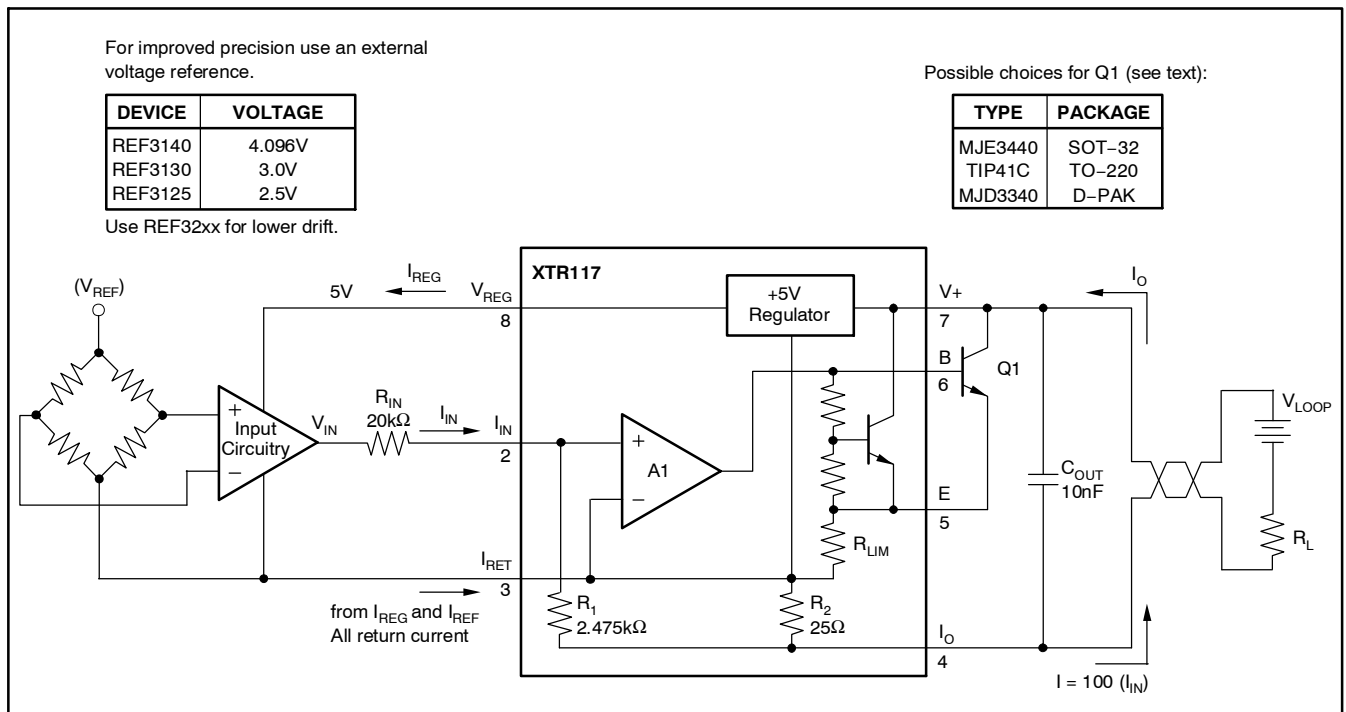 For improved precision use an external
voltage reference.
DEVICE VOLTAGE
REF3140 4.096V
REF3130 3.0V
REF3125 2.5V
Use REF32xx for lower drift.
Possible choices for Q1 (see text):
TYPE PACKAGE
MJE3440 SOT−32
TIP41C TO−220
MJD3340 D−PAK
XTR117
(VREF)
5V
IREG
VREG
8
+5V
Regulator
V+
7
IO
B
6
Q1
RIN
20kΩ
IIN
IIN
2
VIN
+
Input
Circuitry
−
+
A1
−
E
5
RLIM
COUT
10nF
VLOOP
RL
IRET
3
from IREG and IREF
All return current
R1
2.475kΩ
R2
25Ω
IO
4
I = 100 (IIN)